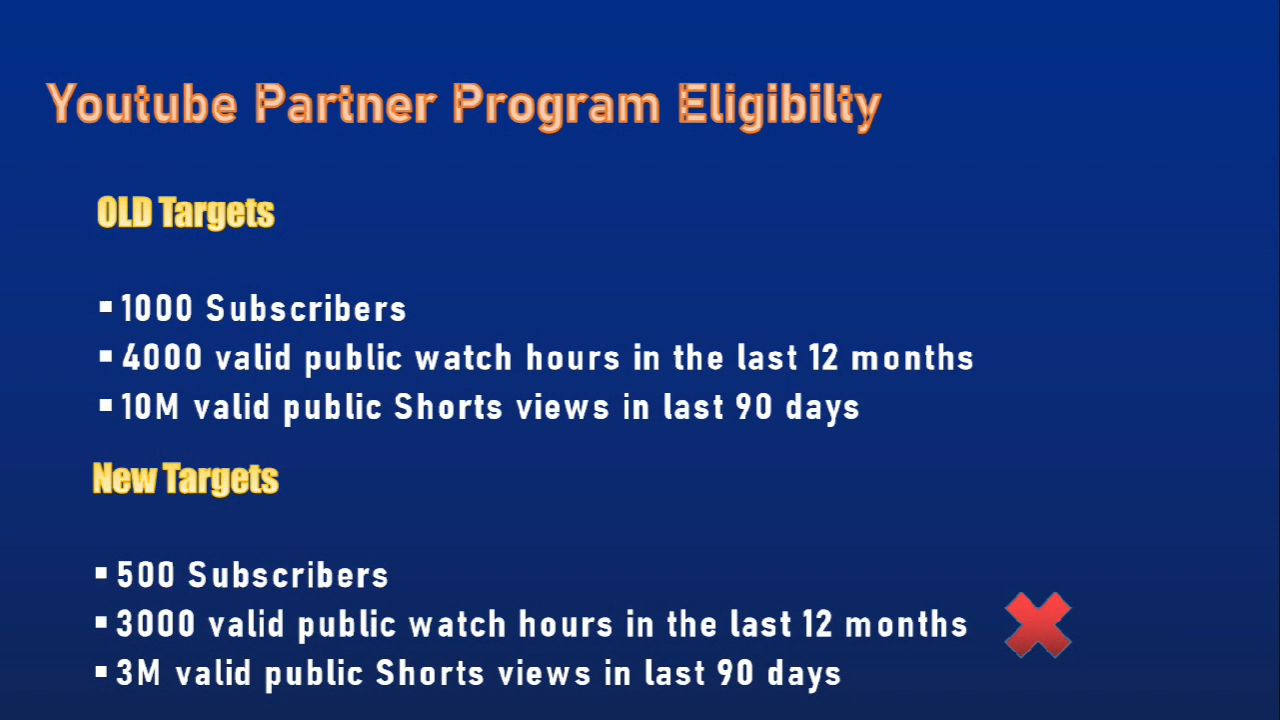 Youtube Partner Program Eligibilty
OLD Targets
▪ 1000 Subscribers
▪ 4000 valid public watch hours in the last 12 months
▪ 10M valid public Shorts views in last 90 days
New Targets
▪ 500 Subscribers
▪ 3000 valid public watch hours in the last 12 months
▪ 3M valid public Shorts views in last 90 days